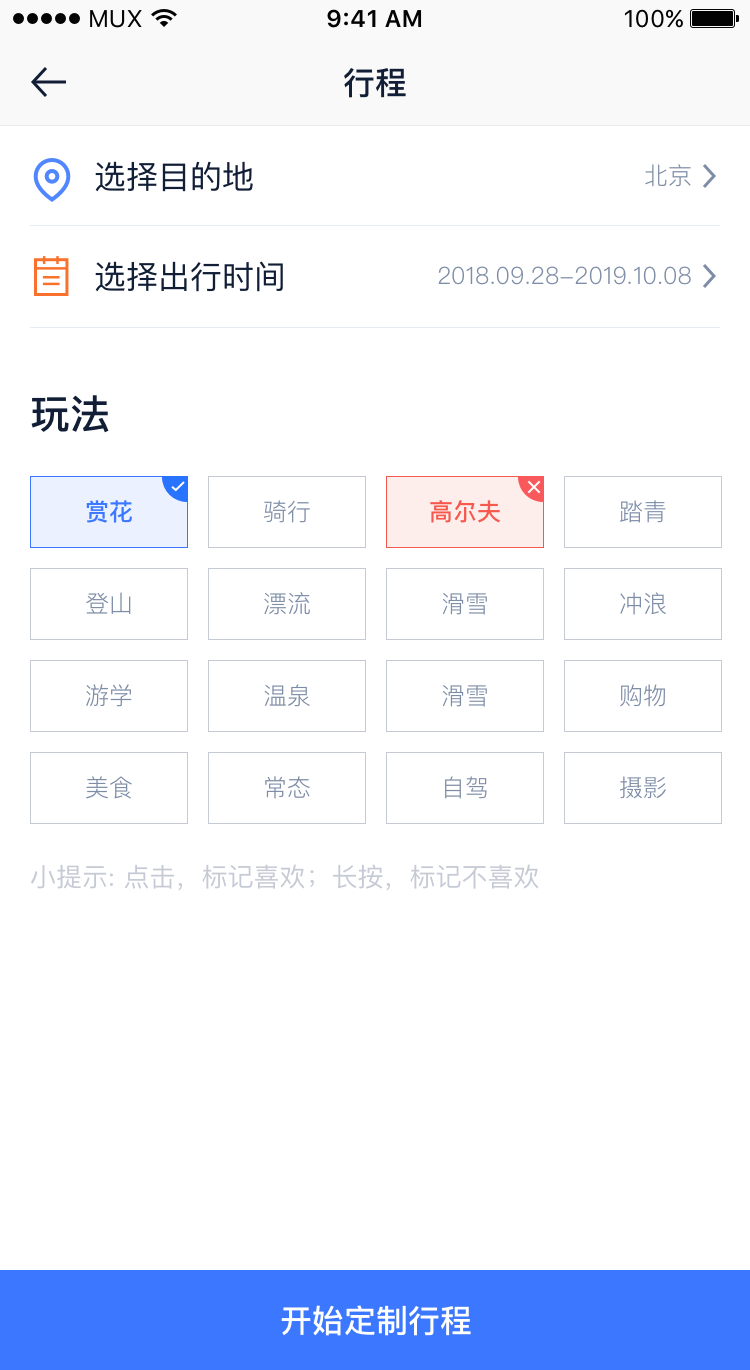 MUX 9:41 AM 100%
行程
选择目的地 北京
选择出行时间 2018.09.28-2019.10.08
玩法
赏花 骑行 高尔夫 踏青
登山 漂流 滑雪 冲浪
游学 温泉 滑雪 购物
美食 常态 自驾 摄影
小提示: 点击，标记喜欢；长按，标记不喜欢
开始定制行程